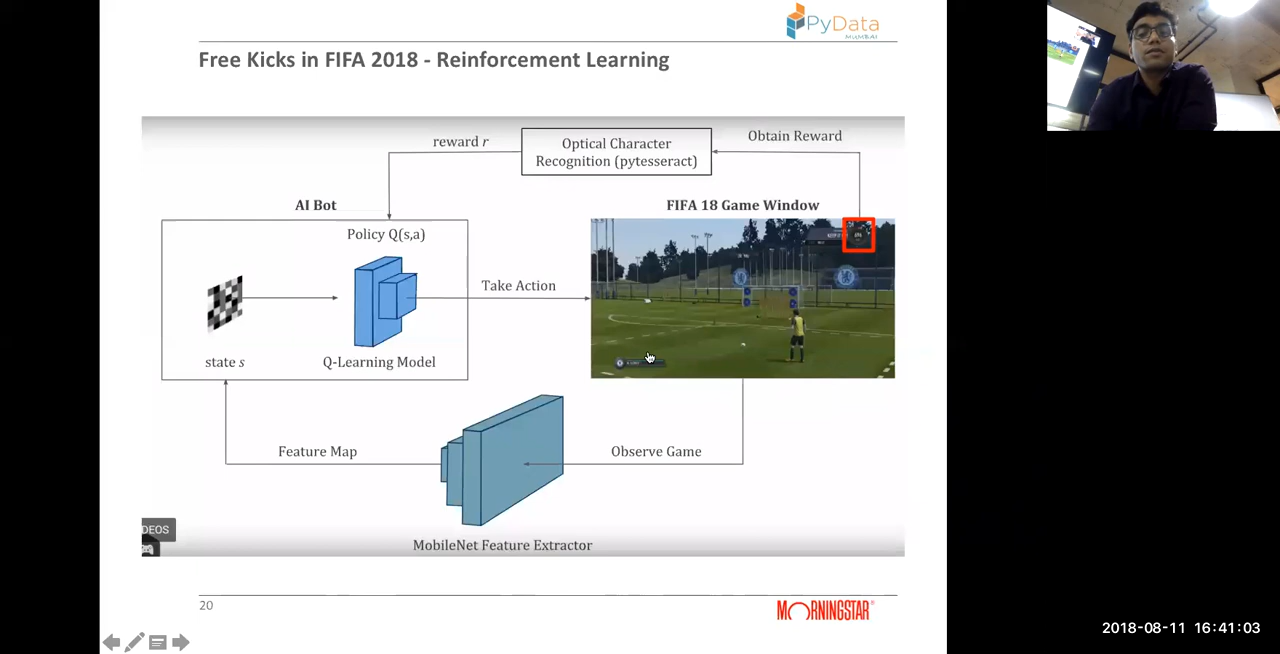 PyData
MUMBAI
Free Kicks in FIFA 2018 - Reinforcement Learning
reward r
Optical Character
Recognition (pytesseract)
Obtain Reward
AI Bot
FIFA 18 Game Window
Policy Q(s,a)
Take Action
state s
Q-Learning Model
Feature Map
Observe Game
DEOS
MobileNet Feature Extractor
20
MORNINGSTAR
2018-08-11 16:41:03